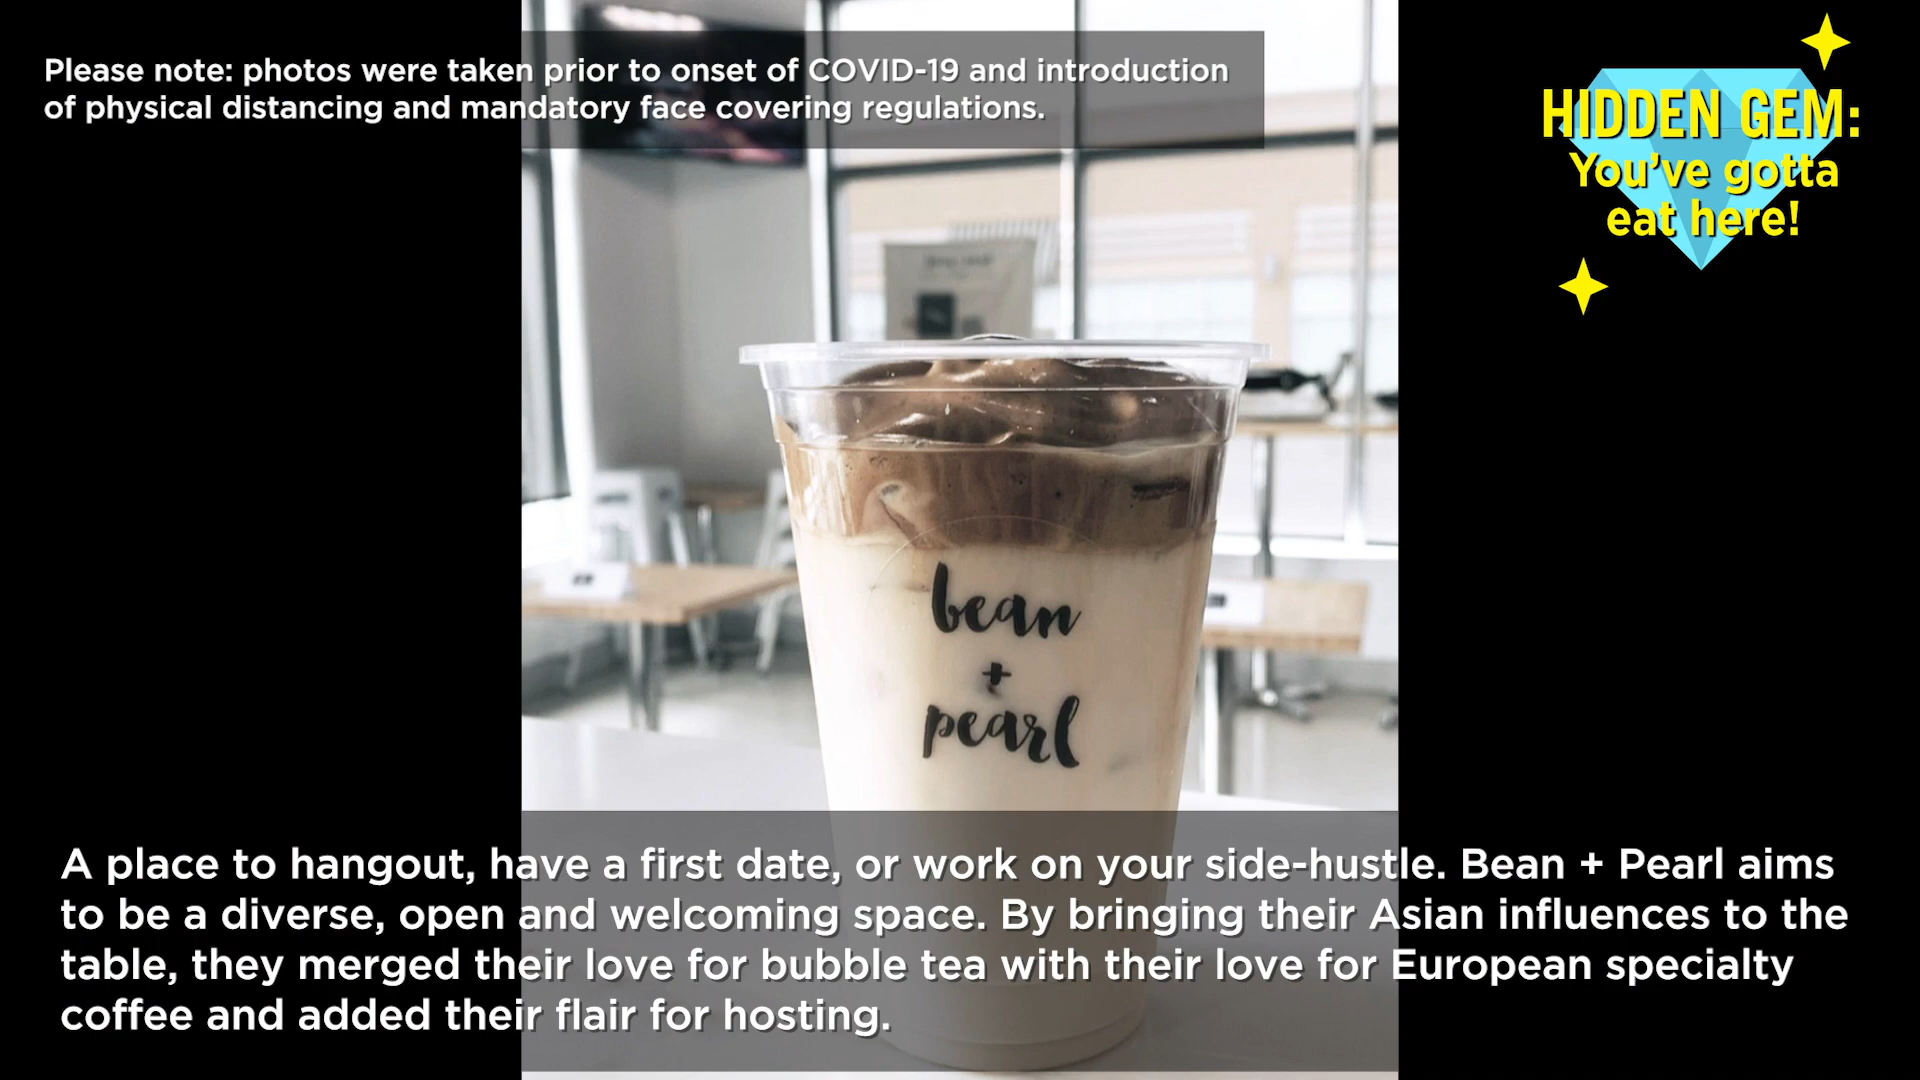 Please note: photos were taken prior to onset of COVID-19 and introduction
of physical distancing and mandatory face covering regulations.
HIDDEN GEM:
You've gotta
eat here!
bean
+
pearl
A place to hangout, have a first date, or work on your side-hustle. Bean + Pearl aims
to be a diverse, open and welcoming space. By bringing their Asian influences to the
table, they merged their love for bubble tea with their love for European specialty
coffee and added their flair for hosting.